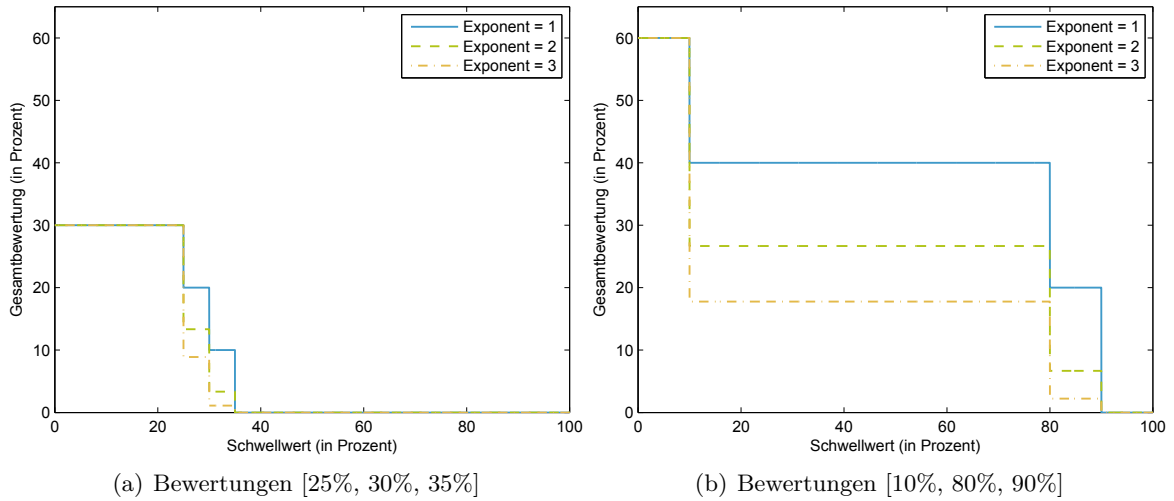 Exponent = 1
Exponent = 2
Exponent = 3
60
50
40
30
20
10
0
Gesamtbewertung (in Prozent)
0 20 40 60 80 100
Schwellwert (in Prozent)
(a) Bewertungen [25%, 30%, 35%]
Exponent = 1
Exponent = 2
Exponent = 3
60
50
40
30
20
10
0
Gesamtbewertung (in Prozent)
0 20 40 60 80 100
Schwellwert (in Prozent)
(b) Bewertungen [10%, 80%, 90%]